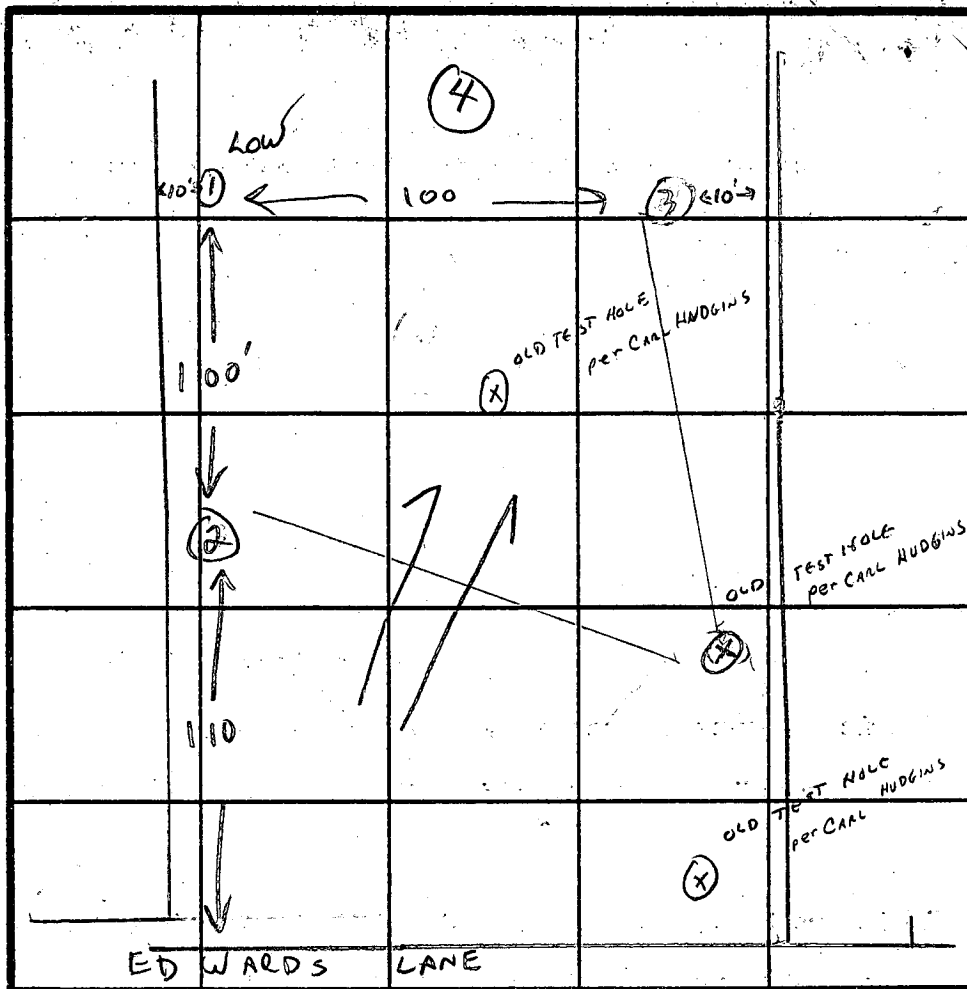 4
LOW
<10'> 1 100 3 <10'>
OLD TEST HOLE
per CARL HUDGINS
X
100'
2
OLD TEST HOLE
per CARL HUDGINS
X
110
OLD TEST HOLE
per CARL HUDGINS
X
EDWARDS LANE